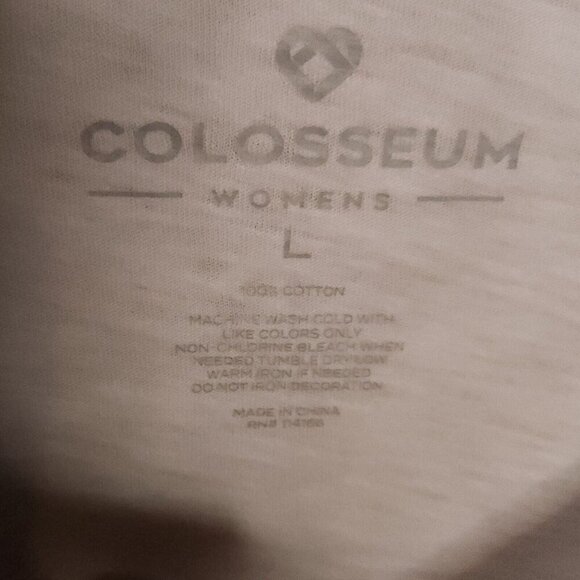 COLOSSEUM
WOMENS
L
100% COTTON
MACHINE WASH COLD WITH
LIKE COLORS ONLY
NON-CHLORINE BLEACH WHEN
NEEDED TUMBLE DRY LOW
WARM IRON IF NEEDED
DO NOT IRON DECORATION
MADE IN CHINA
RN#